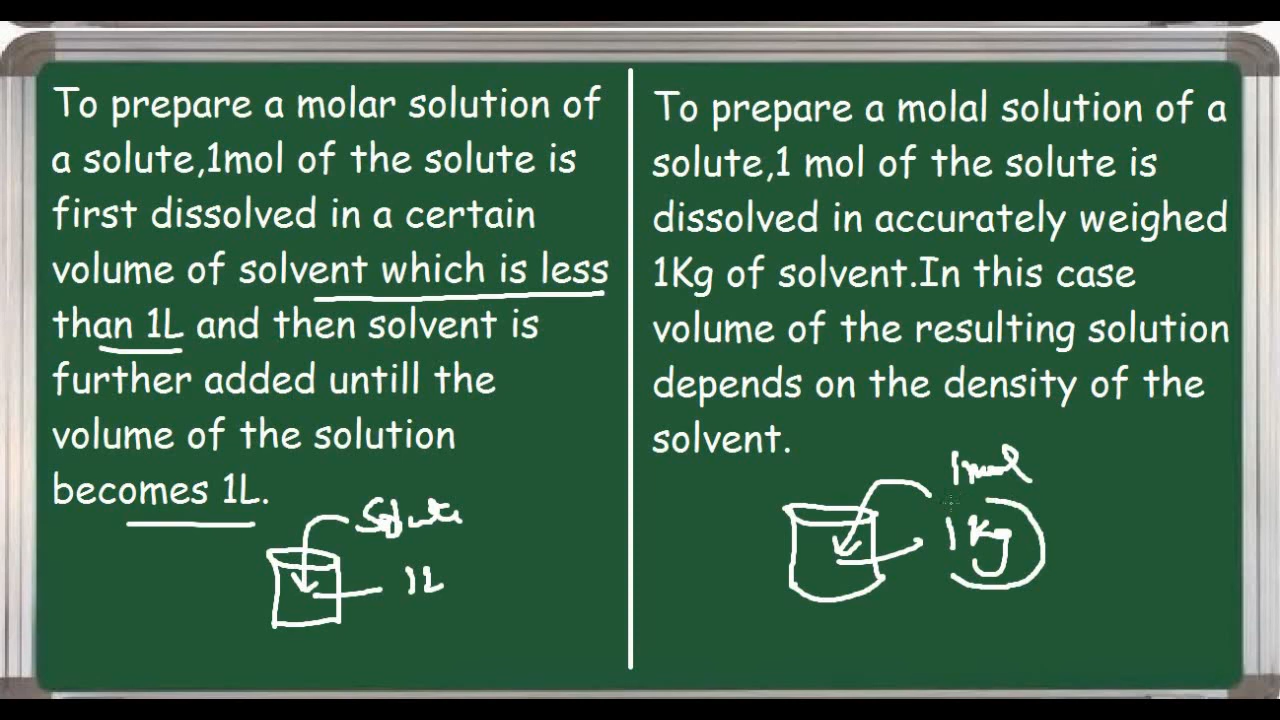 To prepare a molar solution of
a solute,1mol of the solute is
first dissolved in a certain
volume of solvent which is less
than 1L and then solvent is
further added untill the
volume of the solution
becomes 1L.
Solute
1L
To prepare a molal solution of a
solute,1 mol of the solute is
dissolved in accurately weighed
1Kg of solvent.In this case
volume of the resulting solution
depends on the density of the
solvent.
1mol
1Kg